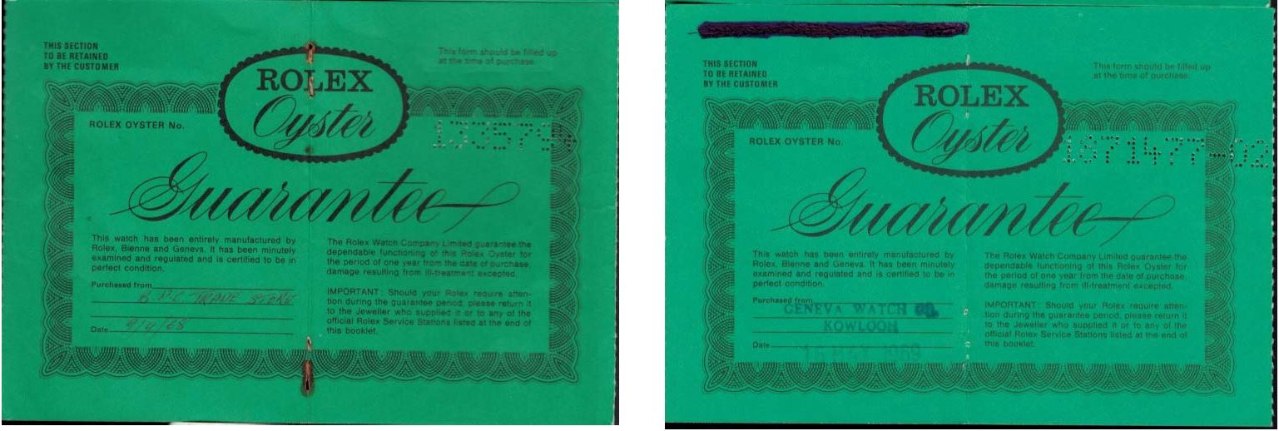 THIS SECTION
TO BE RETAINED
BY THE CUSTOMER
This form should be filled up
at the time of purchase.
ROLEX
Oyster
ROLEX OYSTER No.
Guarantee
This watch has been entirely manufactured by
Rolex, Bienne and Geneva. It has been minutely
examined and regulated and is certified to be in
perfect condition.
Purchased from
TRADE STORE
Date
The Rolex Watch Company Limited guarantee the
dependable functioning of this Rolex Oyster for
the period of one year from the date of purchase,
damage resulting from ill-treatment excepted.
IMPORTANT: Should your Rolex require atten-
tion during the guarantee period, please return it
to the Jeweller who supplied it or to any of the
official Rolex Service Stations listed at the end of
this booklet.
THIS SECTION
TO BE RETAINED
BY THE CUSTOMER
This form should be filled up
at the time of purchase.
ROLEX
Oyster
ROLEX OYSTER No.
1871477-02
Guarantee
This watch has been entirely manufactured by
Rolex, Bienne and Geneva. It has been minutely
examined and regulated and is certified to be in
perfect condition.
Purchased from
GENEVA WATCH CO.
KOWLOON
Date
1969
The Rolex Watch Company Limited guarantee the
dependable functioning of this Rolex Oyster for
the period of one year from the date of purchase,
damage resulting from ill-treatment excepted.
IMPORTANT: Should your Rolex require atten-
tion during the guarantee period, please return it
to the Jeweller who supplied it or to any of the
official Rolex Service Stations listed at the end of
this booklet.